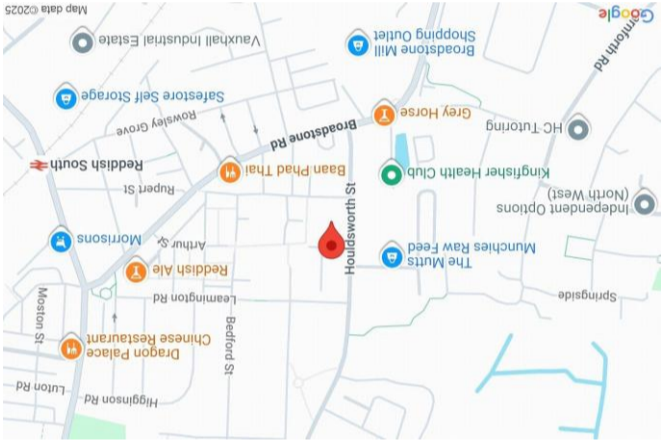 Higginson
Rd
Luton Rd
Dragon Palace
Chinese Restaurant
Bedford St
Moston St
Springside
Leamington Rd
Reddish Ale
The Mutts
Munchies Raw Feed
Houldsworth St
Arthur St
Morrisons
Independent Options
(North West)
Rupert St
Kingfisher Health Club
Baan Phad Thai
Reddish South
HC Tutoring
Broadstone Rd
Rowsley Grove
Grey Horse
Safestore Self Storage
rnforth Rd
Broadstone Mill
Shopping Outlet
Vauxhall Industrial Estate
Google
Map data ©2025